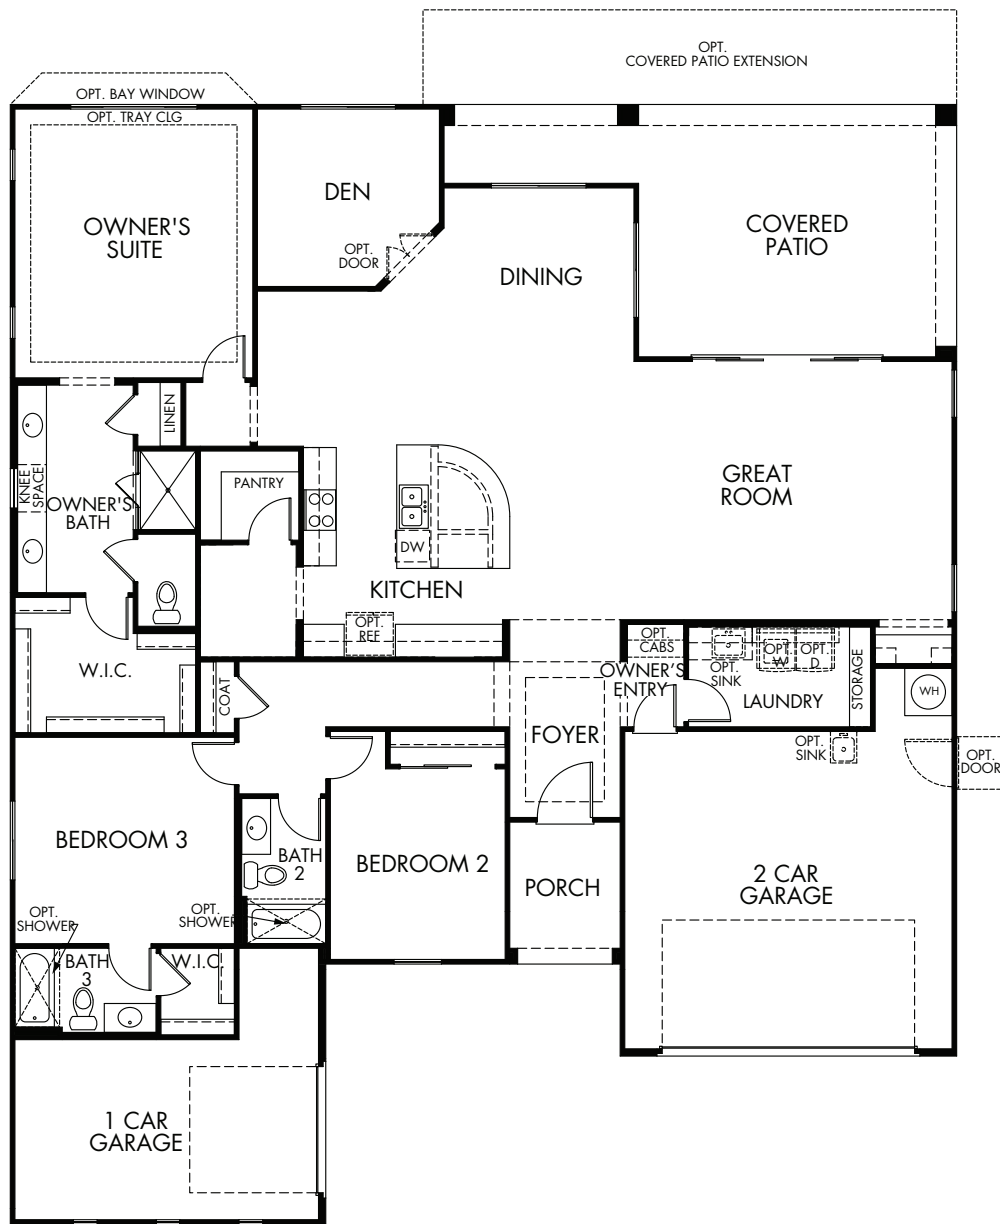 OPT.
COVERED PATIO EXTENSION
OPT. BAY WINDOW
OPT. TRAY CLG
OWNER'S
SUITE
DEN
OPT.
DOOR
DINING
COVERED
PATIO
LINEN
KNEE
SPACE
OWNER'S
BATH
PANTRY
DW
GREAT
ROOM
KITCHEN
OPT.
REF
W.I.C.
COAT
OPT.
CABS
OWNER'S
ENTRY
OPT.
SINK
OPT.
W
OPT.
D
LAUNDRY
STORAGE
WH
FOYER
OPT.
SINK
OPT.
DOOR
BEDROOM 3
BATH
2
BEDROOM 2
PORCH
2 CAR
GARAGE
OPT.
SHOWER
OPT.
SHOWER
BATH
3
W.I.C.
1 CAR
GARAGE